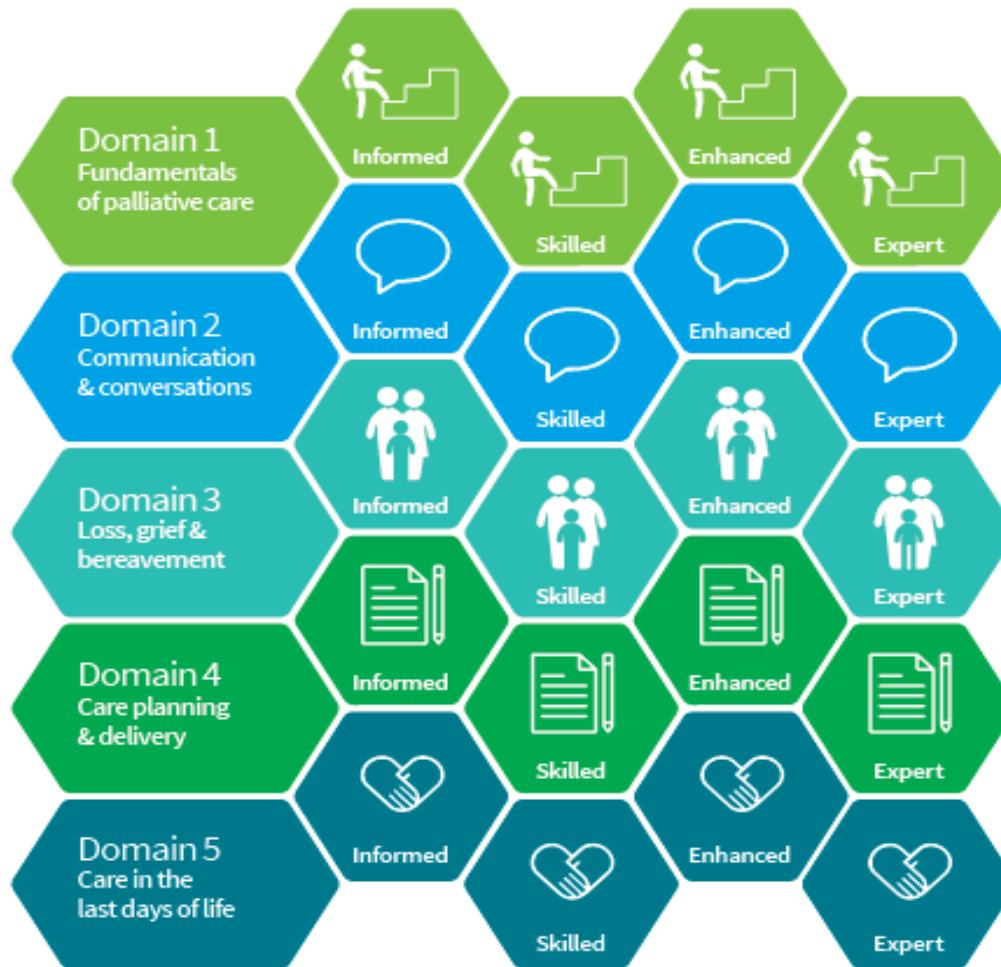 Domain 1
Fundamentals
of palliative care
Informed
Skilled
Enhanced
Expert
Domain 2
Communication
& conversations
Informed
Skilled
Enhanced
Expert
Domain 3
Loss, grief &
bereavement
Informed
Skilled
Enhanced
Expert
Domain 4
Care planning
& delivery
Informed
Skilled
Enhanced
Expert
Domain 5
Care in the
last days of life
Informed
Skilled
Enhanced
Expert